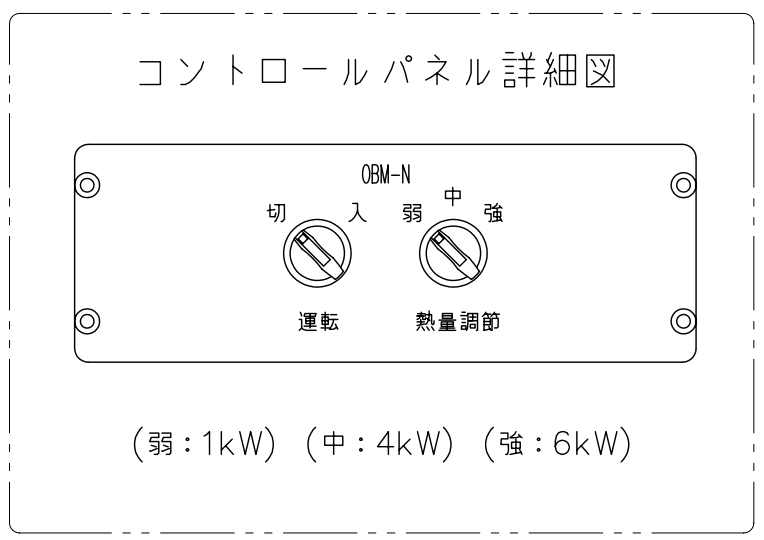 コントロールパネル詳細図
OBM-N
切 入 弱 中 強
運転 熱量調節
(弱：1kW) (中：4kW) (強：6kW)